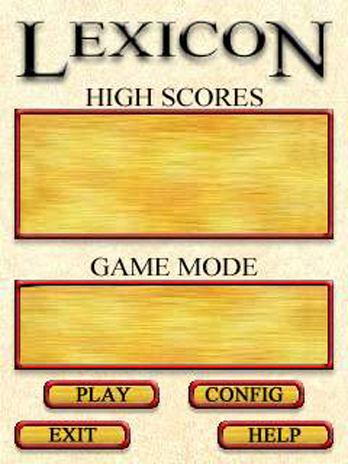 LEXICON
HIGH SCORES
GAME MODE
PLAY
CONFIG
EXIT
HELP